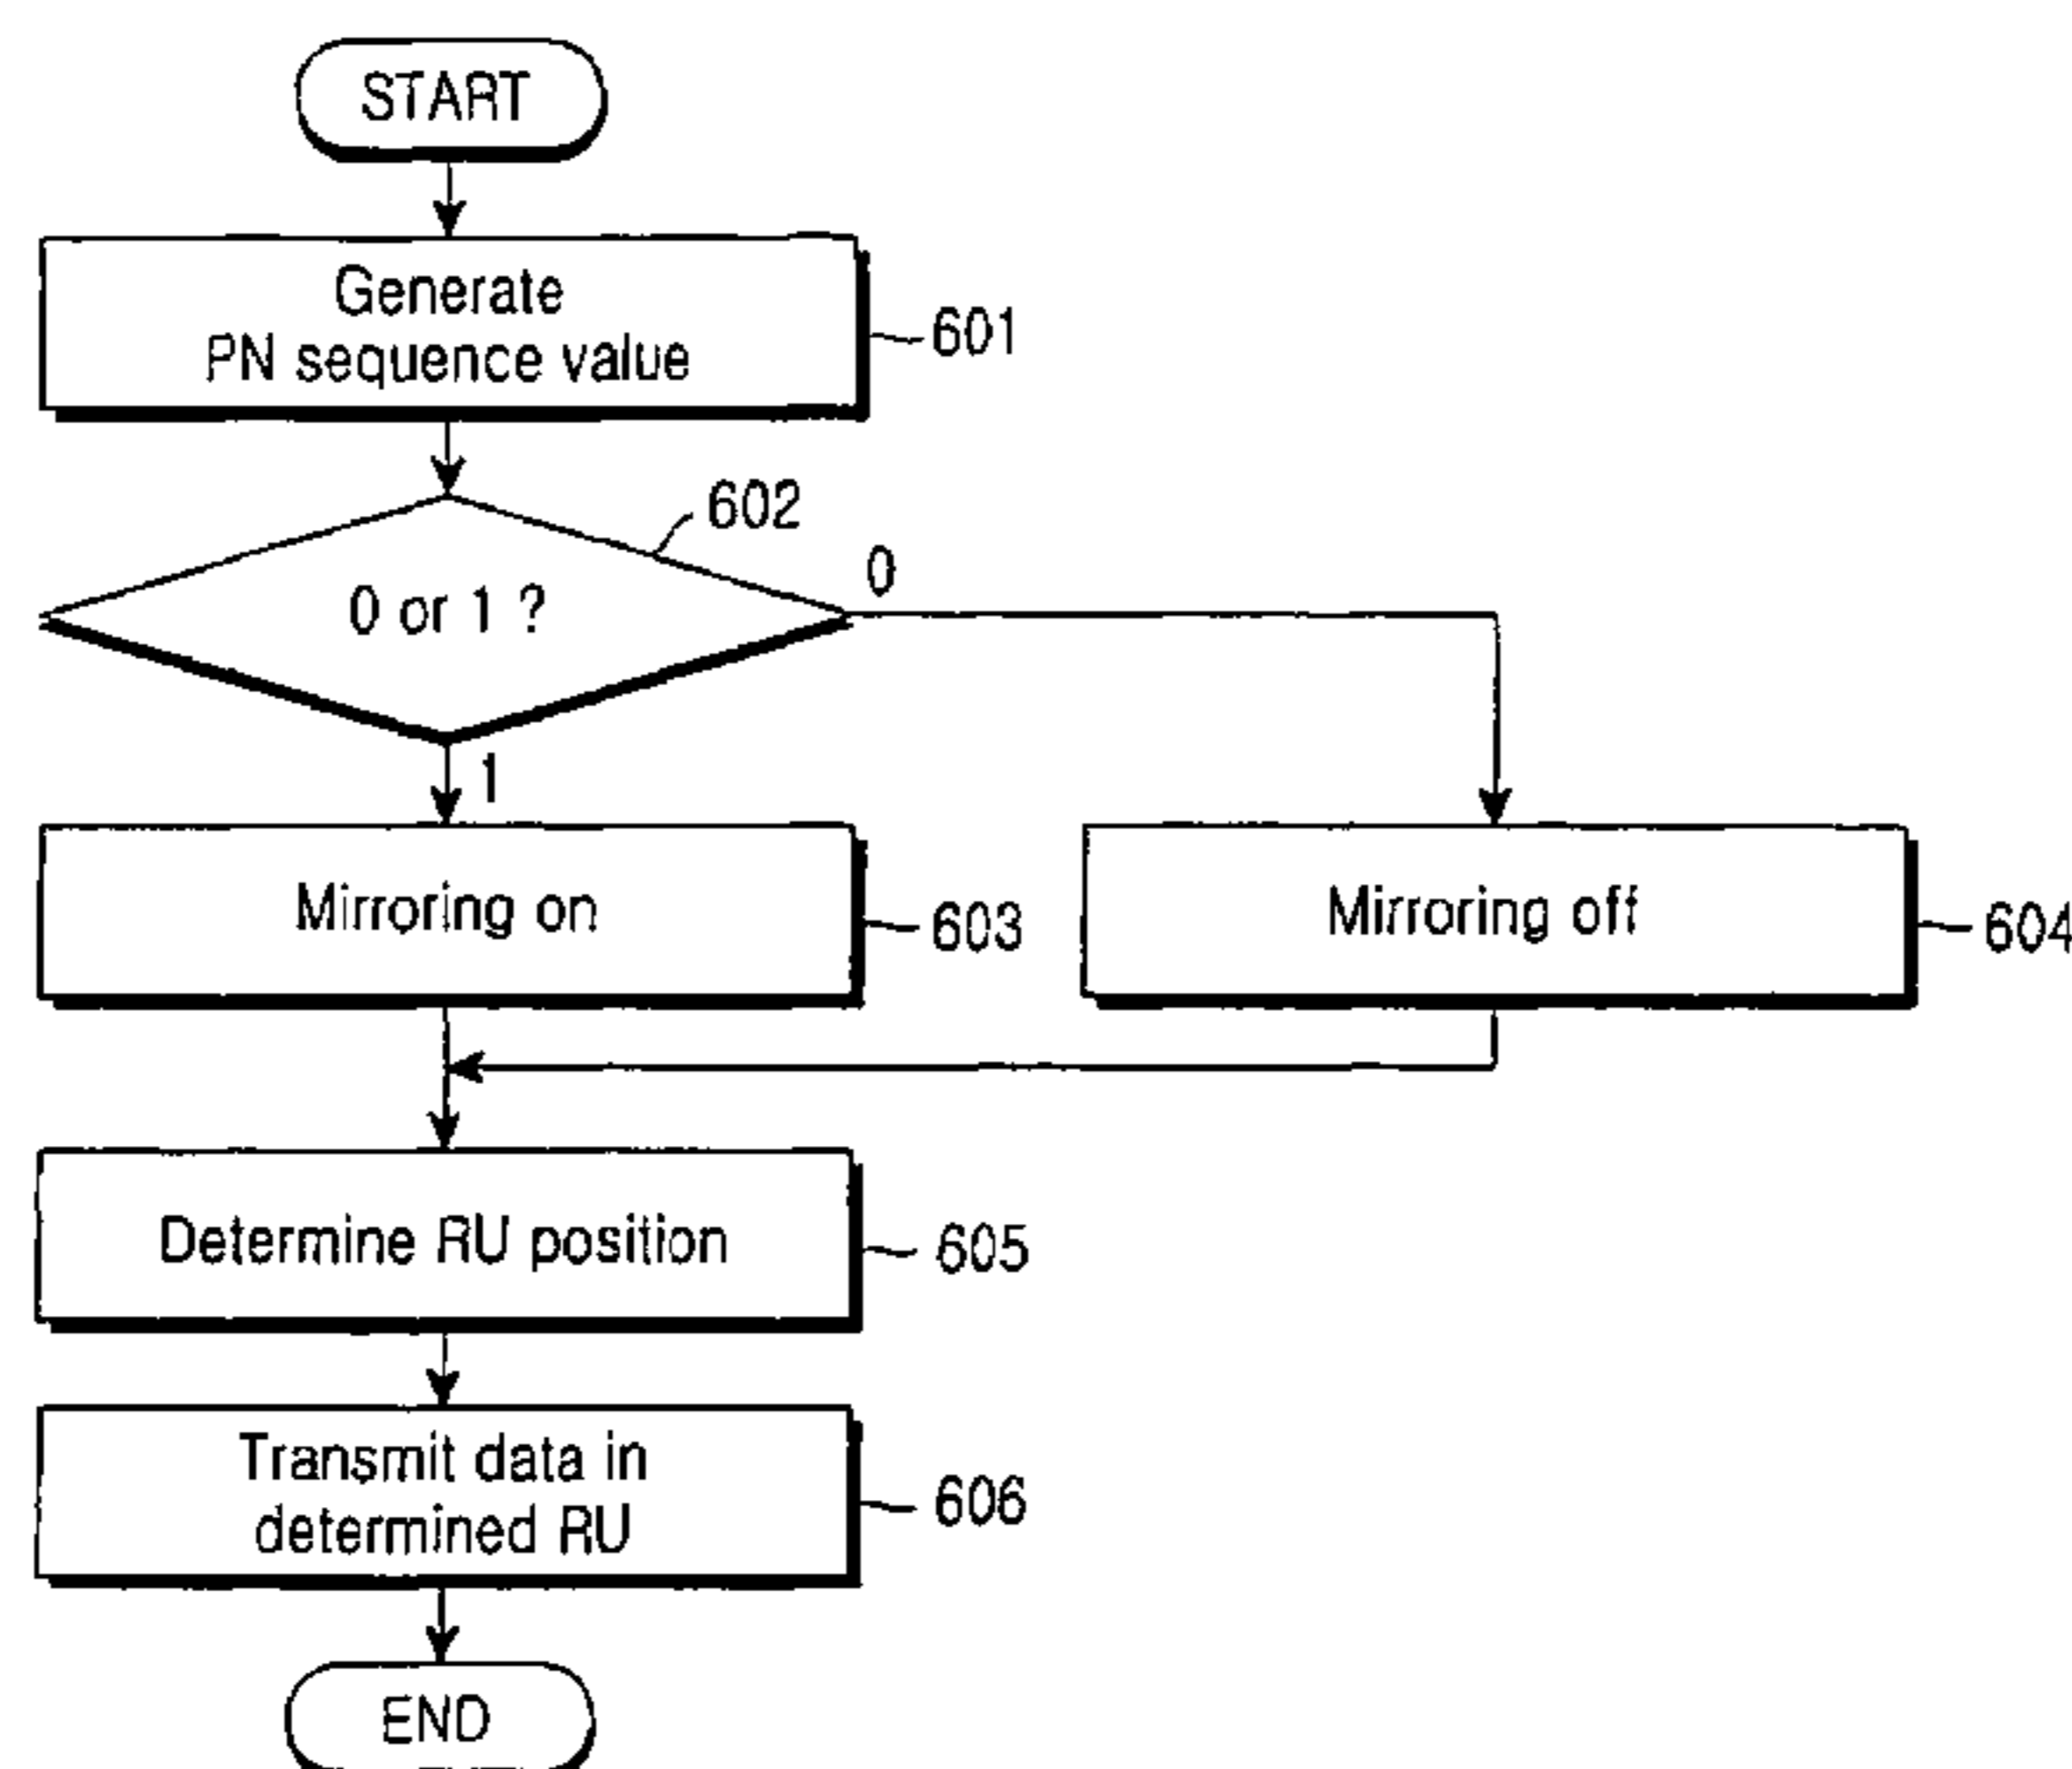 START
Generate
PN sequence value
601
602
0 or 1 ?
0
1
Mirroring on
603
Mirroring off
604
Determine RU position
605
Transmit data in
determined RU
606
END